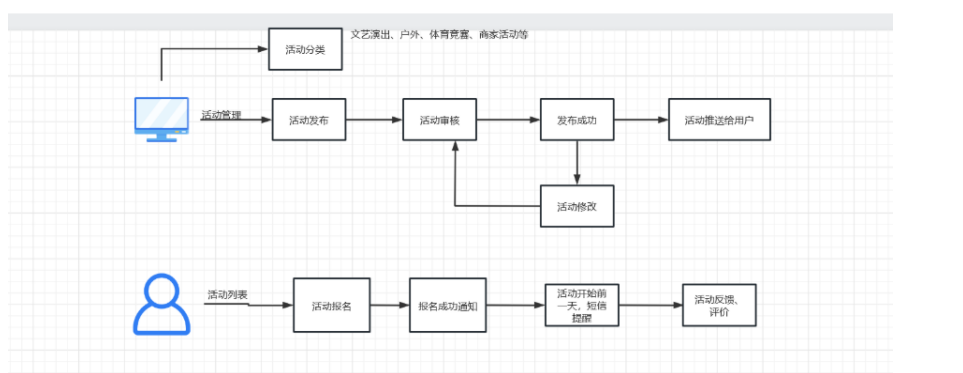 文艺演出、户外、体育竞赛、商家活动等
活动分类
活动管理
活动发布
活动审核
发布成功
活动推送给用户
活动修改
活动列表
活动报名
报名成功通知
活动开始前
一天，短信
提醒
活动反馈、
评价